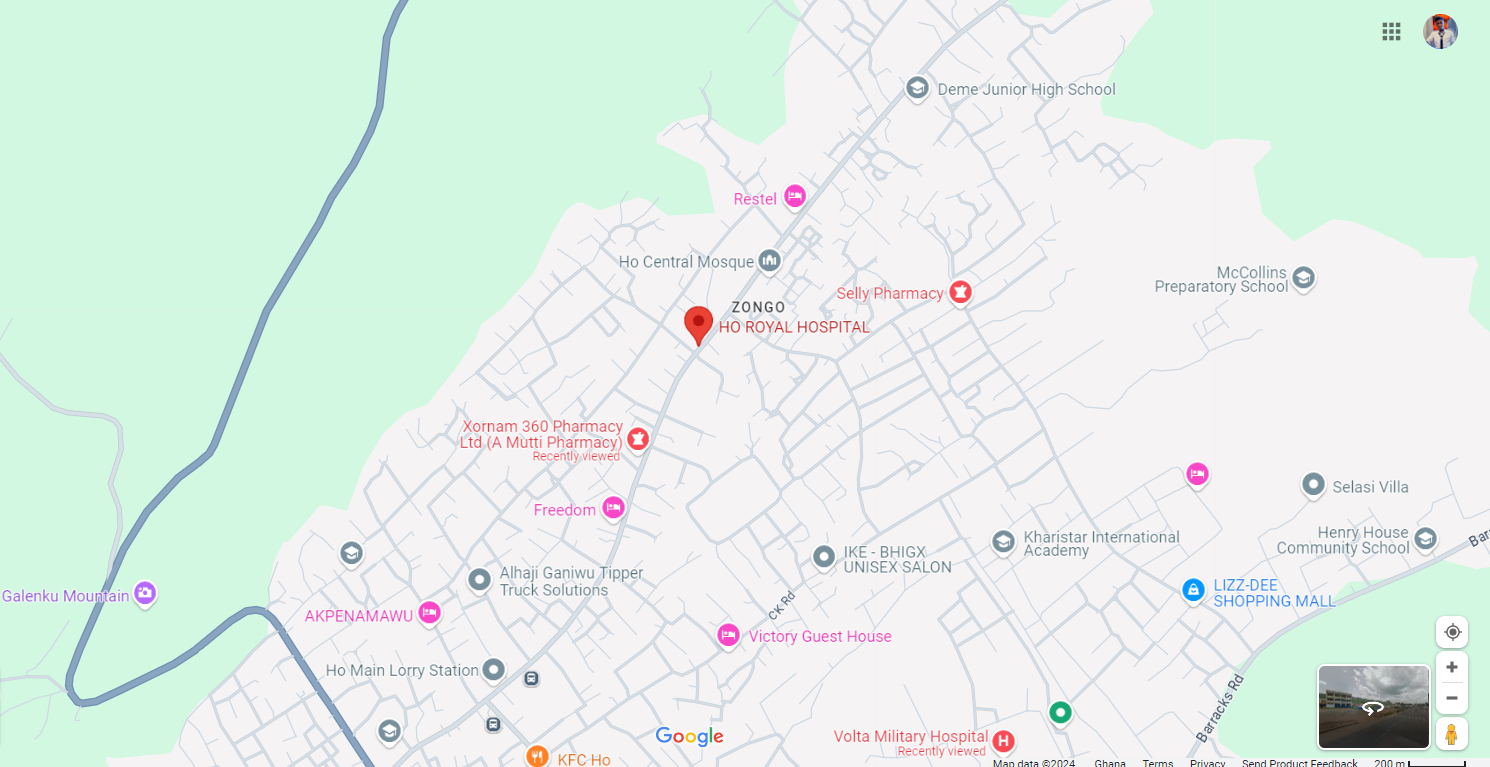 Deme Junior High School
Restel
Ho Central Mosque
McCollins
Preparatory School
Selly Pharmacy
ZONGO
HO ROYAL HOSPITAL
Xornam 360 Pharmacy
Ltd (A Mutti Pharmacy)
Recently viewed
Selasi Villa
Freedom
Henry House
Community School
Kharistar International
Academy
IKE - BHIGX
UNISEX SALON
Alhaji Ganiwu Tipper
Truck Solutions
Galenku Mountain
LIZZ-DEE
SHOPPING MALL
CK Rd
AKPENAMAWU
Victory Guest House
Ho Main Lorry Station
Barracks Rd
Google
Volta Military Hospital
Recently viewed
KFC Ho
Map data ©2024 Ghana Terms Privacy Send Product Feedback 200 m